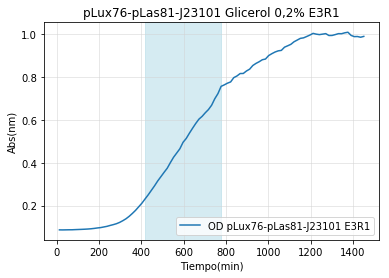 pLux76-pLas81-J23101 Glicerol 0,2% E3R1
Abs(nm)
1.0
0.8
0.6
0.4
0.2
OD pLux76-pLas81-J23101 E3R1
0 200 400 600 800 1000 1200 1400
Tiempo(min)